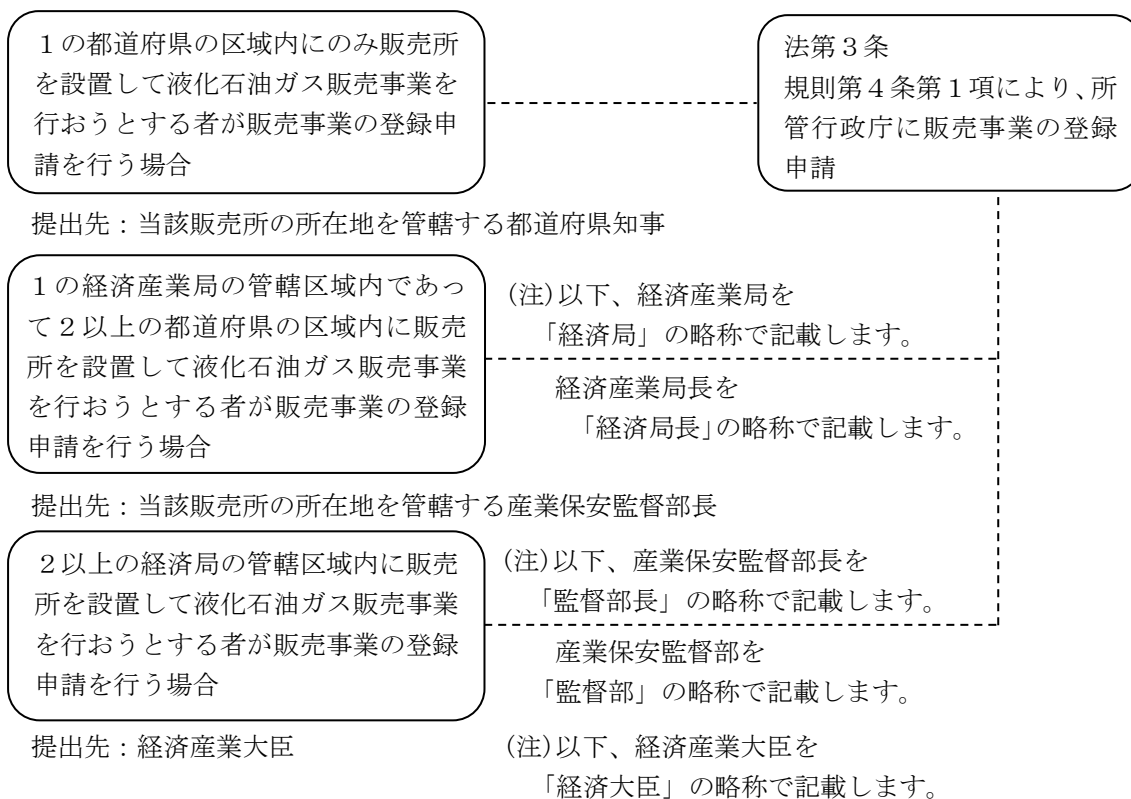 １の都道府県の区域内にのみ販売所
を設置して液化石油ガス販売事業を
行おうとする者が販売事業の登録申
請を行う場合
法第３条
規則第４条第１項により、所
管行政庁に販売事業の登録
申請
提出先：当該販売所の所在地を管轄する都道府県知事
１の経済産業局の管轄区域内であっ
て２以上の都道府県の区域内に販売
所を設置して液化石油ガス販売事業
を行おうとする者が販売事業の登録
申請を行う場合
(注)以下、経済産業局を
「経済局」の略称で記載します。
経済産業局長を
「経済局長」の略称で記載します。
提出先：当該販売所の所在地を管轄する産業保安監督部長
２以上の経済局の管轄区域内に販売
所を設置して液化石油ガス販売事業
を行おうとする者が販売事業の登録
申請を行う場合
(注)以下、産業保安監督部長を
「監督部長」の略称で記載します。
産業保安監督部を
「監督部」の略称で記載します。
提出先：経済産業大臣
(注)以下、経済産業大臣を
「経済大臣」の略称で記載します。